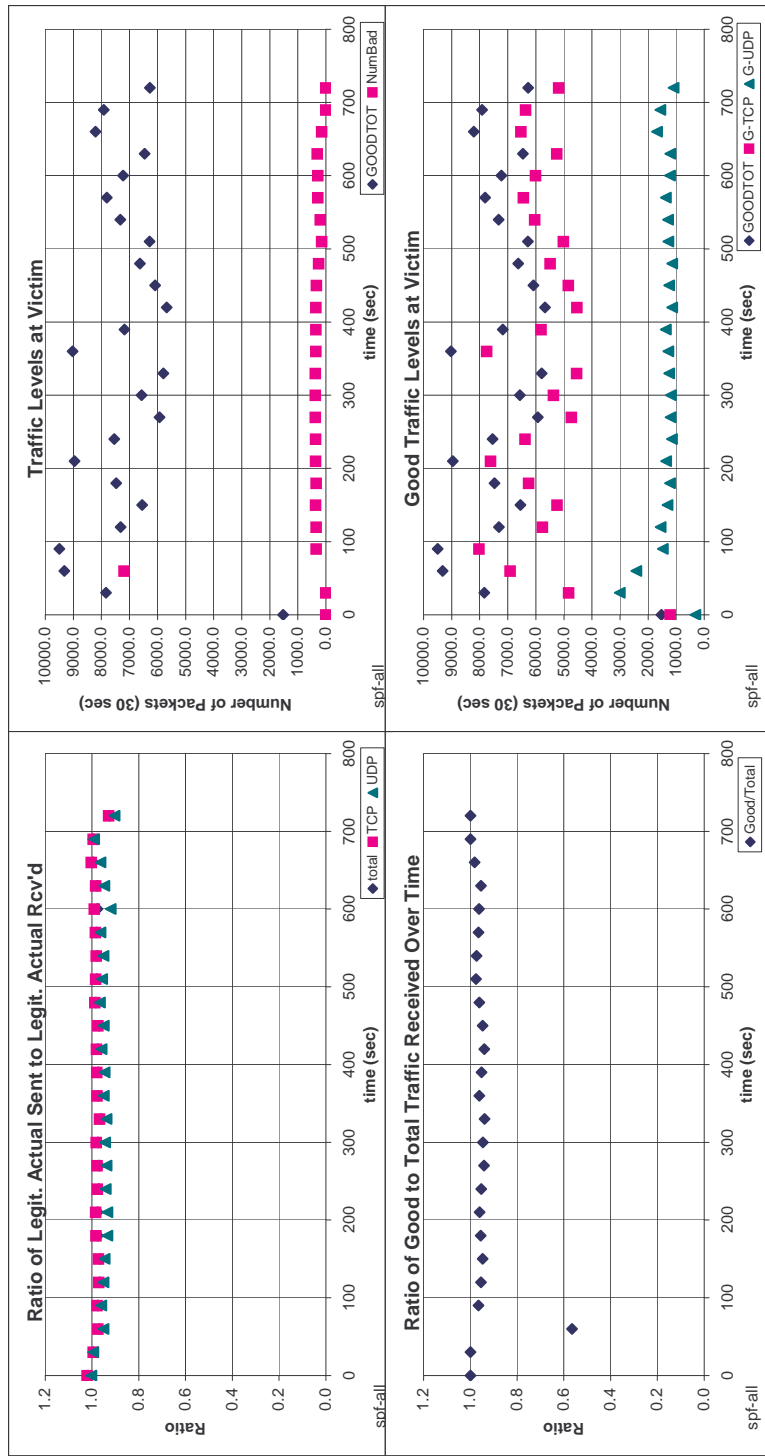 Ratio of Legit. Actual Sent to Legit. Actual Rcv'd
1.2
1.0
0.8
0.6
0.4
0.2
0.0
Ratio
0 100 200 300 400 500 600 700 800
time (sec)
spf-all
total TCP UDP
Traffic Levels at Victim
10000.0
9000.0
8000.0
7000.0
6000.0
5000.0
4000.0
3000.0
2000.0
1000.0
0.0
Number of Packets (30 sec)
0 100 200 300 400 500 600 700 800
time (sec)
spf-all
GOODTOT NumBad
Ratio of Good to Total Traffic Received Over Time
1.2
1.0
0.8
0.6
0.4
0.2
0.0
Ratio
0 100 200 300 400 500 600 700 800
time (sec)
spf-all
Good/Total
Good Traffic Levels at Victim
10000.0
9000.0
8000.0
7000.0
6000.0
5000.0
4000.0
3000.0
2000.0
1000.0
0.0
Number of Packets (30 sec)
0 100 200 300 400 500 600 700 800
time (sec)
spf-all
GOODTOT G-TCP G-UDP